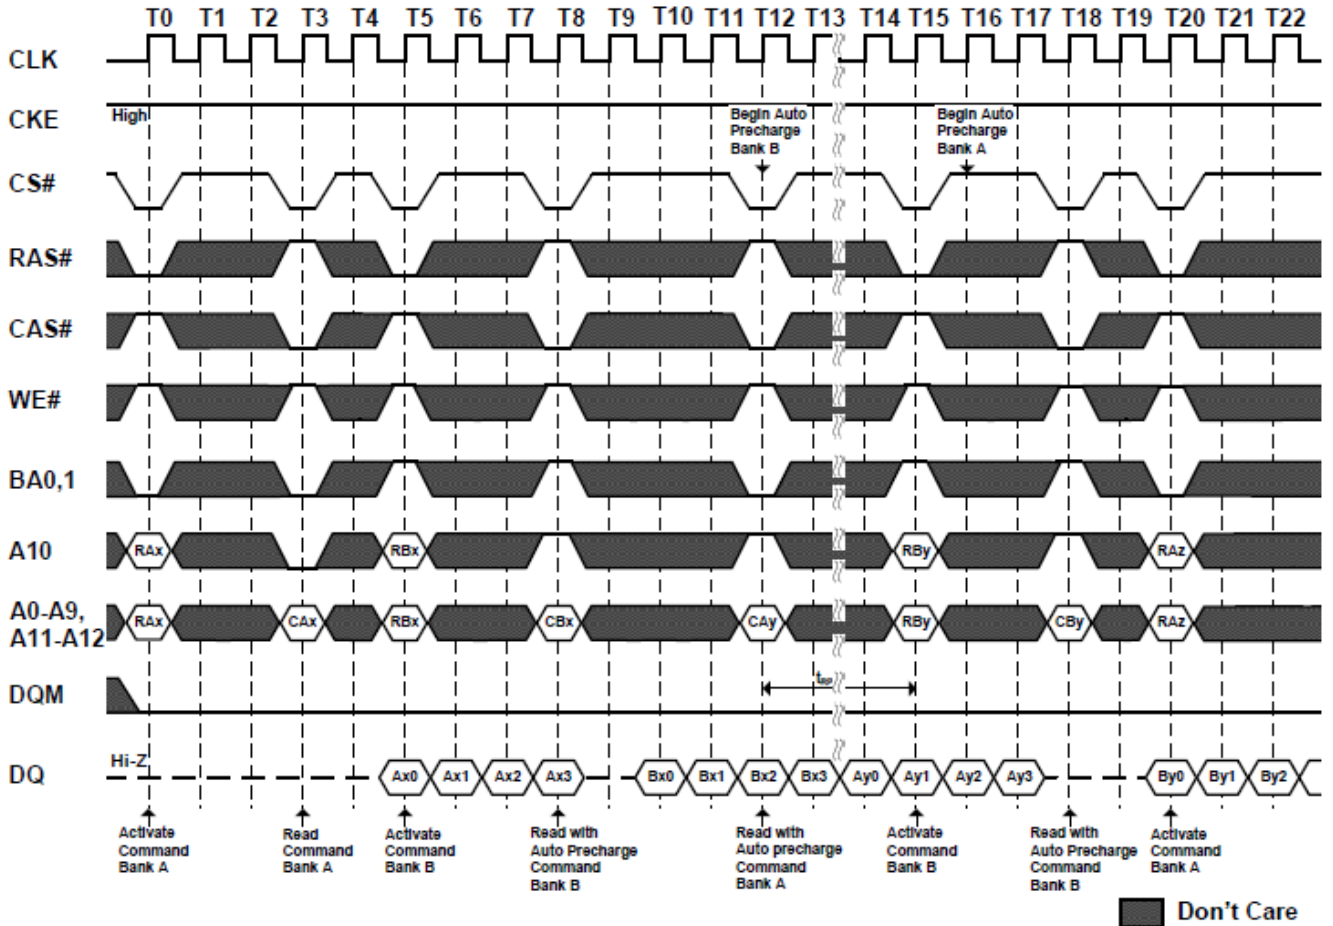 T0 T1 T2 T3 T4 T5 T6 T7 T8 T9 T10 T11 T12 T13 T14 T15 T16 T17 T18 T19 T20 T21 T22
CLK
CKE
High
Begin Auto
Precharge
Bank B
Begin Auto
Precharge
Bank A
CS#
RAS#
CAS#
WE#
BA0,1
A10
RAx RBx RBy RAz
A0-A9,
A11-A12
RAx CAx RBx CBx CAy RBy CBy RAz
DQM
tRP
DQ
Hi-Z
Ax0 Ax1 Ax2 Ax3 Bx0 Bx1 Bx2 Bx3 Ay0 Ay1 Ay2 Ay3 By0 By1 By2
Activate
Command
Bank A
Read
Command
Bank A
Activate
Command
Bank B
Read with
Auto Precharge
Command
Bank B
Read with
Auto precharge
Command
Bank A
Activate
Command
Bank B
Read with
Auto Precharge
Command
Bank B
Activate
Command
Bank A
Don't Care